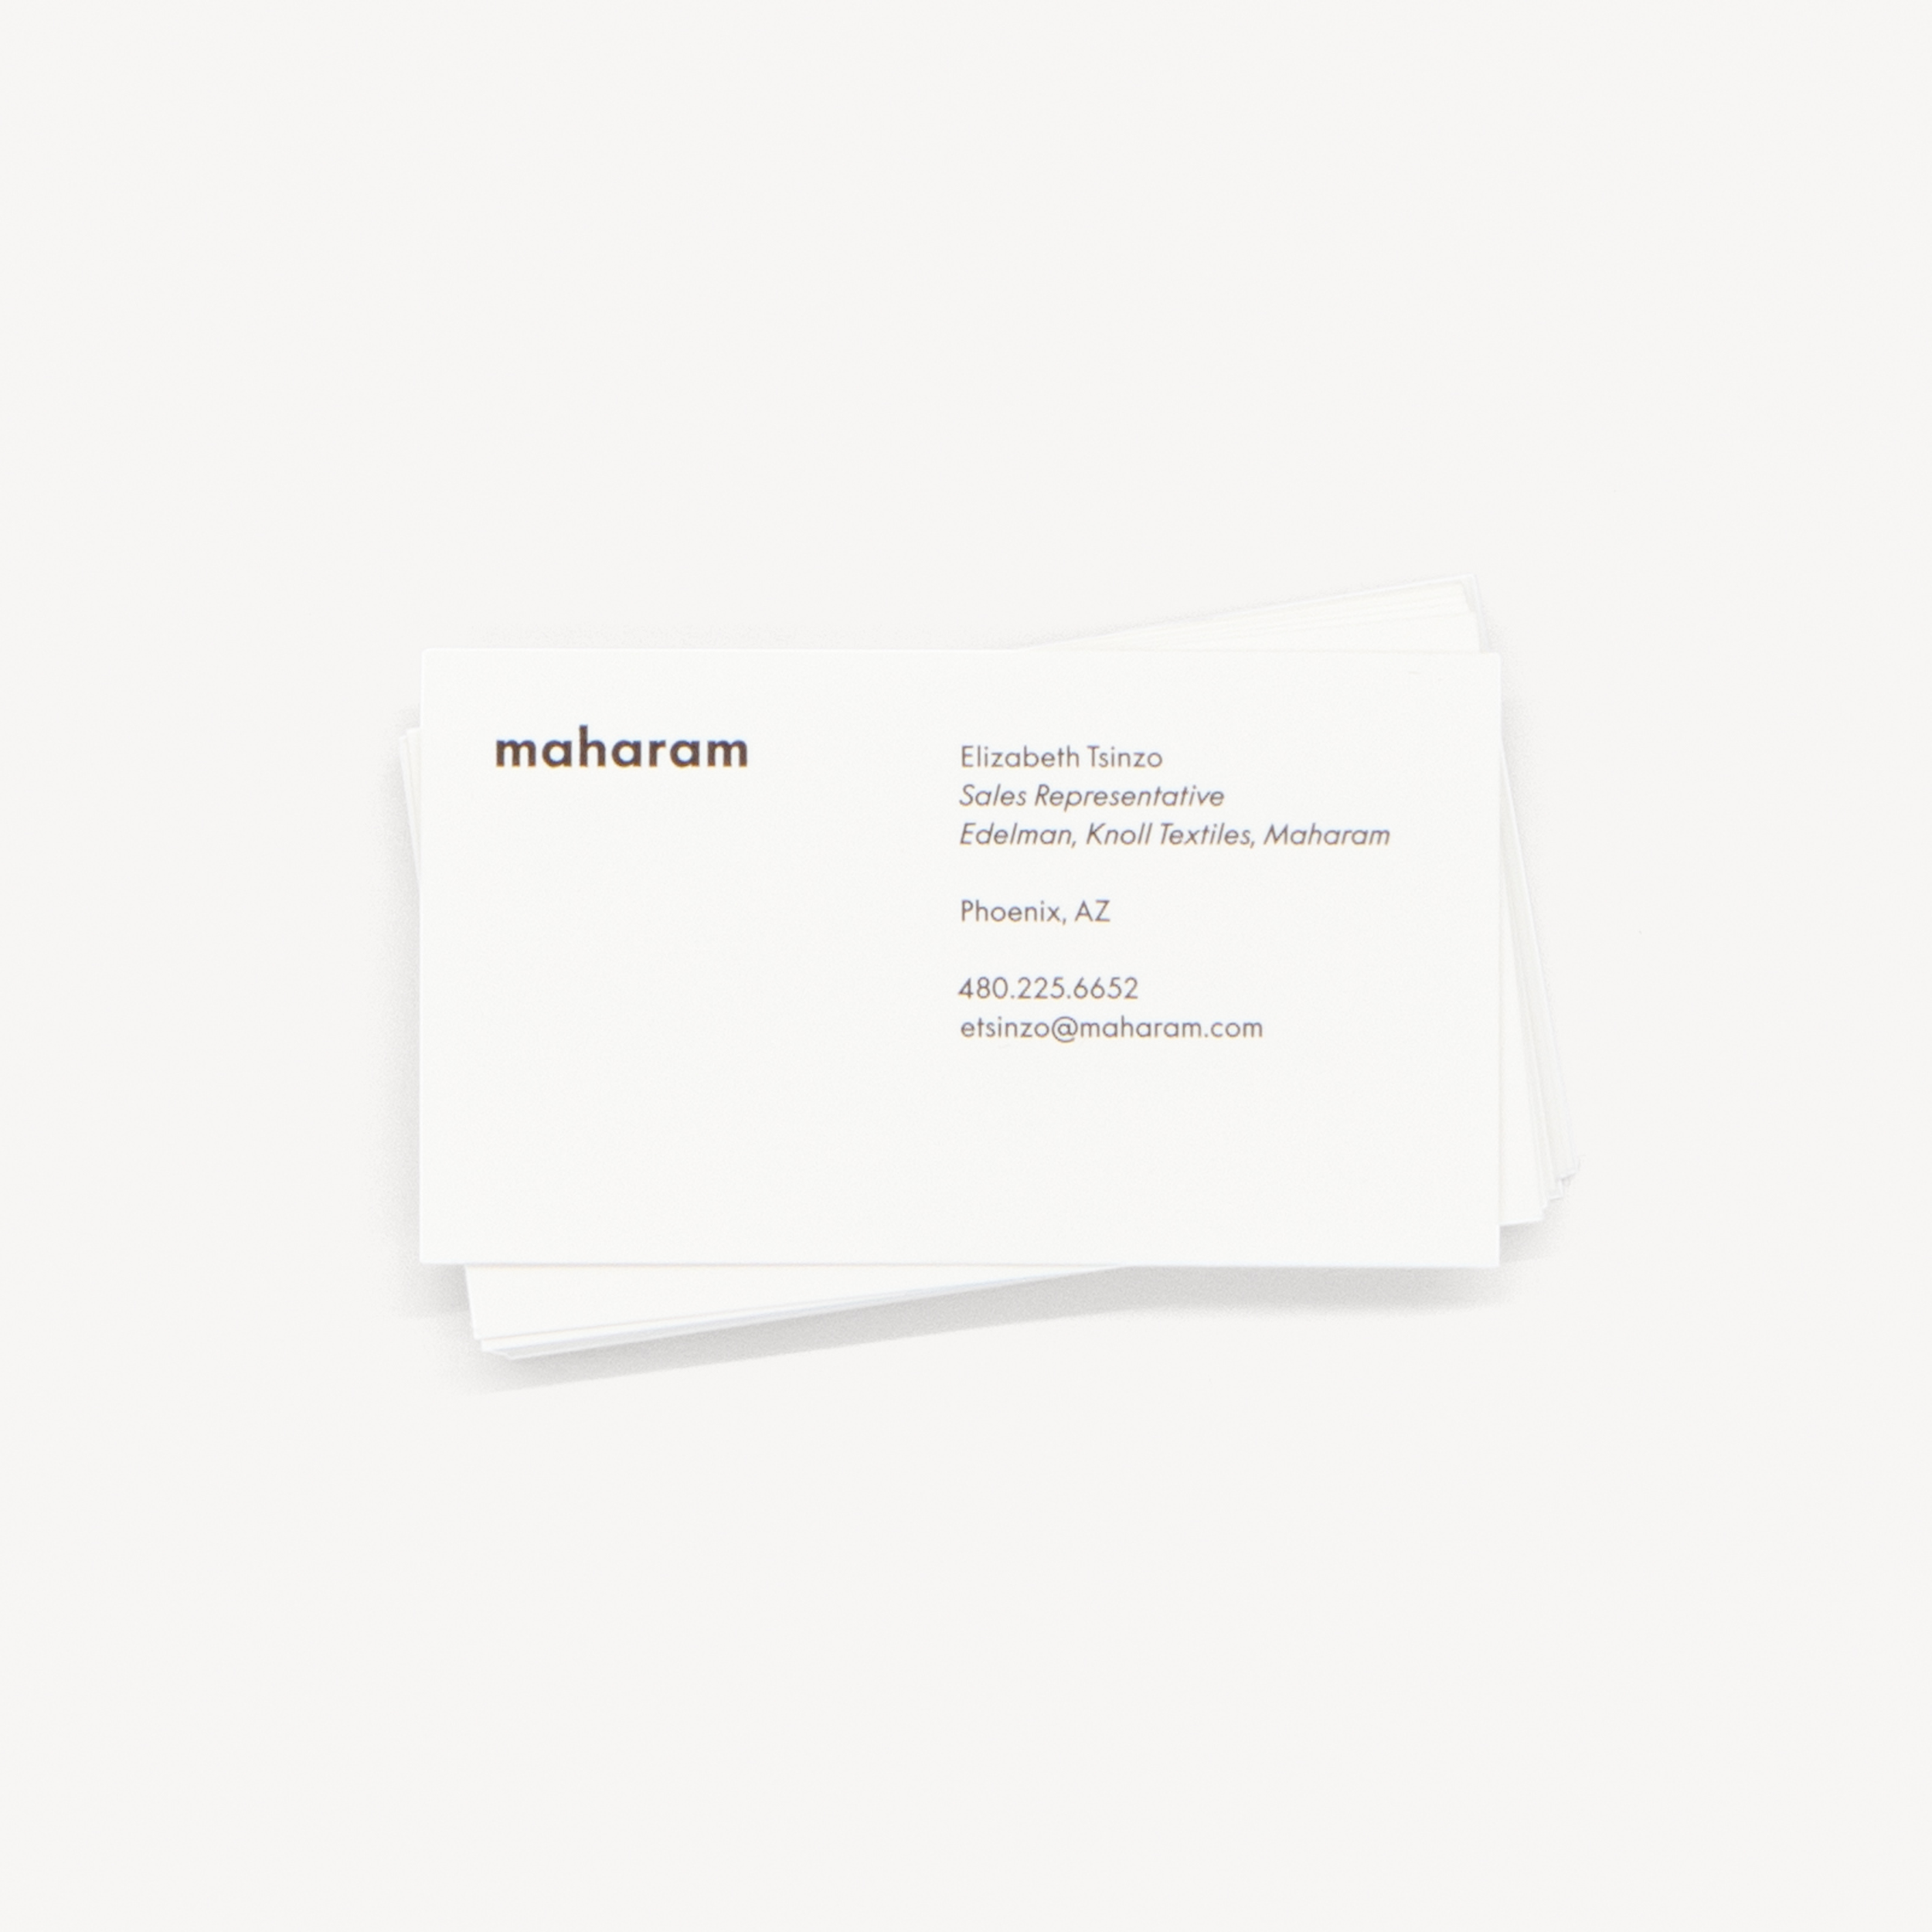 maharam
Elizabeth Tsinzo
Sales Representative
Edelman, Knoll Textiles, Maharam
Phoenix, AZ
480.225.6652
etsinzo@maharam.com